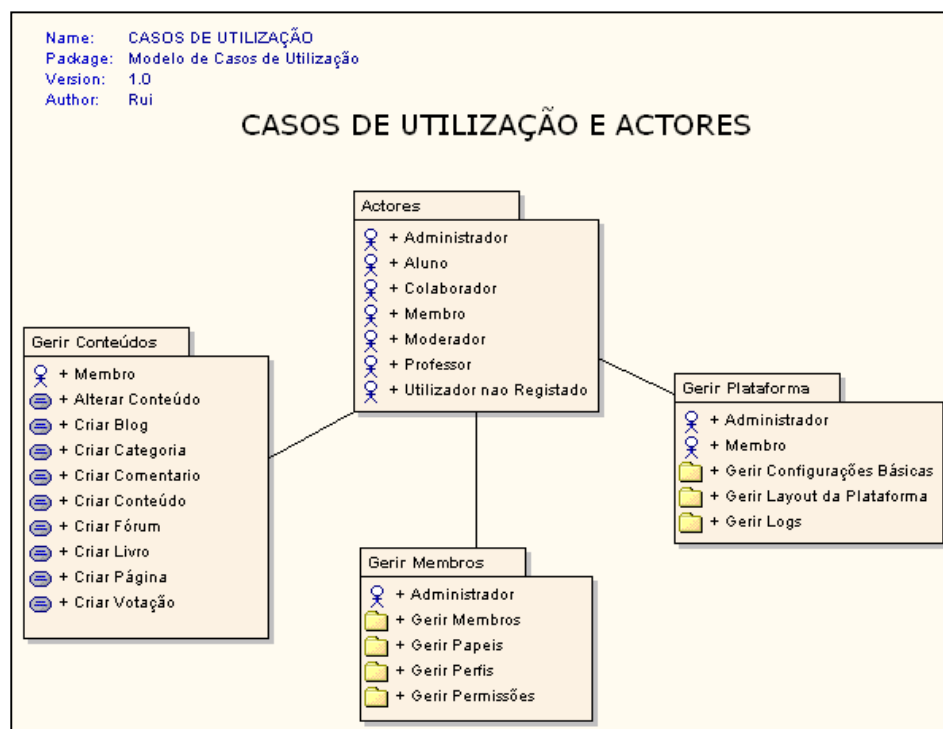 Name: CASOS DE UTILIZAÇÃO
Package: Modelo de Casos de Utilização
Version: 1.0
Author: Rui
CASOS DE UTILIZAÇÃO E ACTORES
Actores
+ Administrador
+ Aluno
+ Colaborador
+ Membro
+ Moderador
+ Professor
+ Utilizador nao Registado
Gerir Conteúdos
+ Membro
+ Alterar Conteúdo
+ Criar Blog
+ Criar Categoria
+ Criar Comentario
+ Criar Conteúdo
+ Criar Fórum
+ Criar Livro
+ Criar Página
+ Criar Votação
Gerir Plataforma
+ Administrador
+ Membro
+ Gerir Configurações Básicas
+ Gerir Layout da Plataforma
+ Gerir Logs
Gerir Membros
+ Administrador
+ Gerir Membros
+ Gerir Papeis
+ Gerir Perfis
+ Gerir Permissões